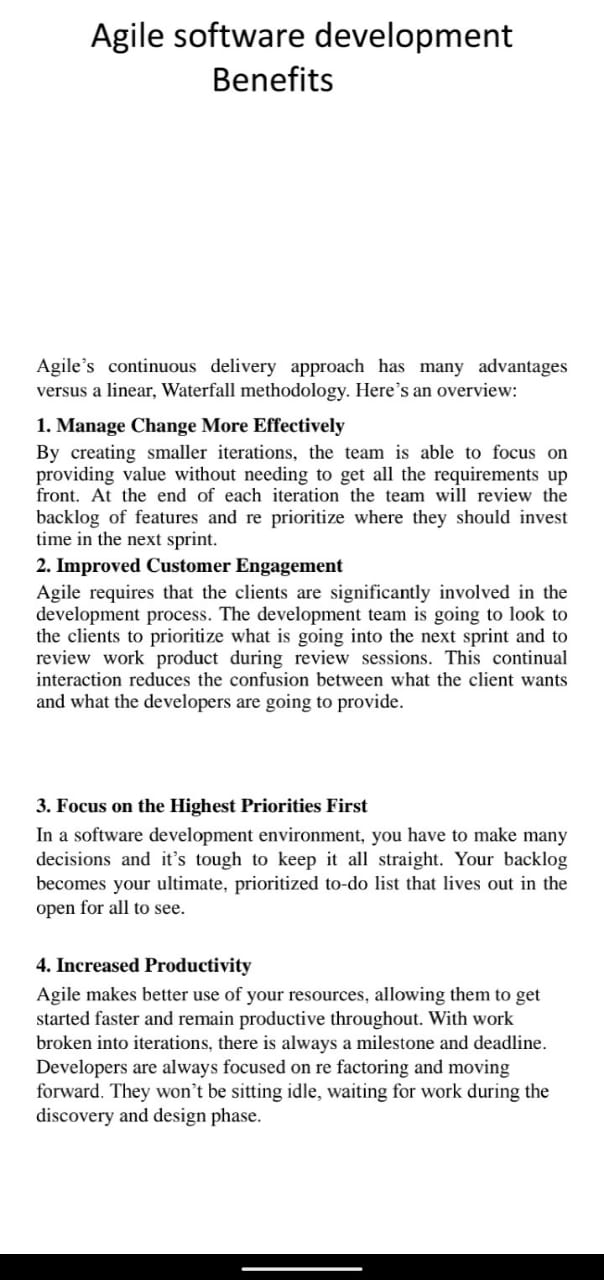 Agile software development
Benefits
Agile’s continuous delivery approach has many advantages
versus a linear, Waterfall methodology. Here’s an overview:
1. Manage Change More Effectively
By creating smaller iterations, the team is able to focus on
providing value without needing to get all the requirements up
front. At the end of each iteration the team will review the
backlog of features and re prioritize where they should invest
time in the next sprint.
2. Improved Customer Engagement
Agile requires that the clients are significantly involved in the
development process. The development team is going to look to
the clients to prioritize what is going into the next sprint and to
review work product during review sessions. This continual
interaction reduces the confusion between what the client wants
and what the developers are going to provide.
3. Focus on the Highest Priorities First
In a software development environment, you have to make many
decisions and it’s tough to keep it all straight. Your backlog
becomes your ultimate, prioritized to-do list that lives out in the
open for all to see.
4. Increased Productivity
Agile makes better use of your resources, allowing them to get
started faster and remain productive throughout. With work
broken into iterations, there is always a milestone and deadline.
Developers are always focused on re factoring and moving
forward. They won’t be sitting idle, waiting for work during the
discovery and design phase.